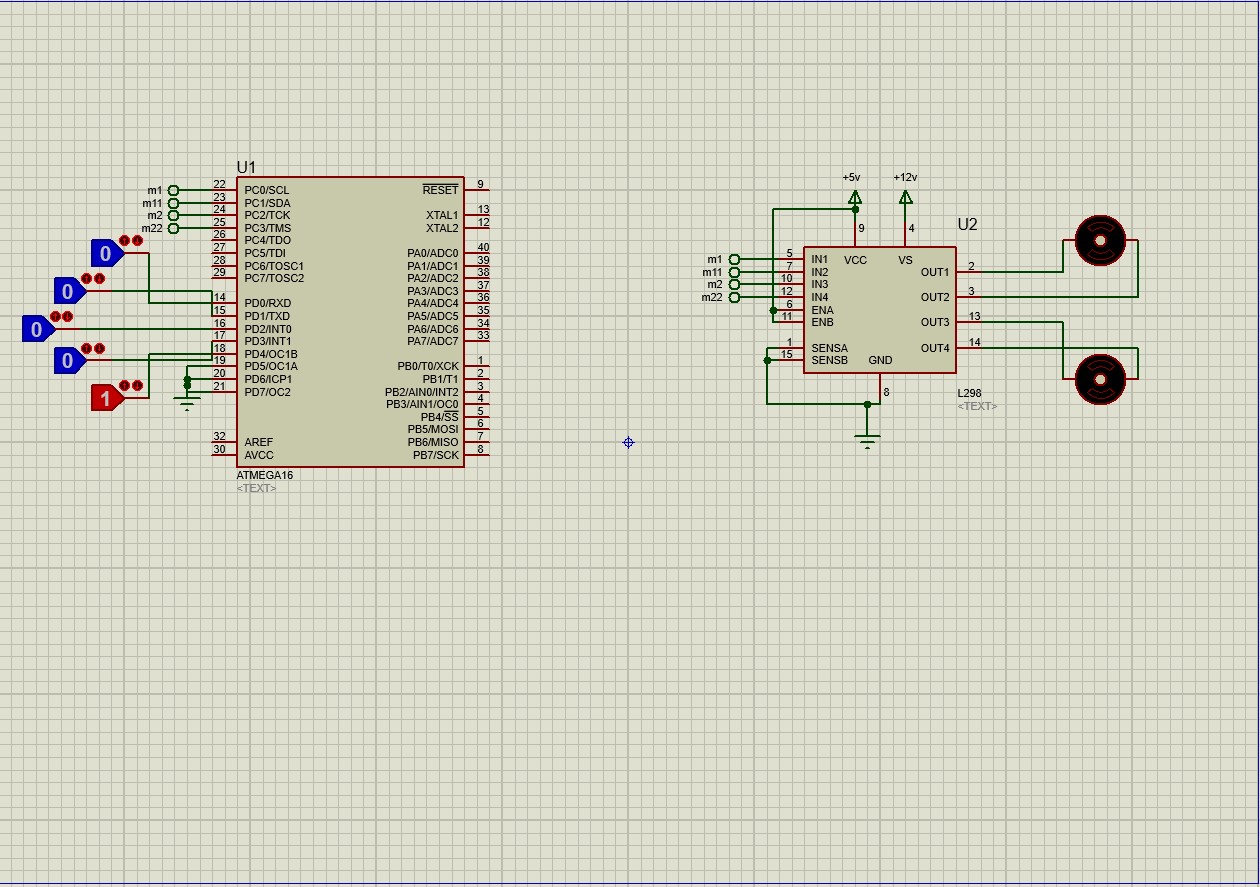 U1
m1 22 PC0/SCL
m11 23 PC1/SDA
m2 24 PC2/TCK
m22 25 PC3/TMS
26 PC4/TDO
27 PC5/TDI
28 PC6/TOSC1
29 PC7/TOSC2
0
0
0
0
1
14 PD0/RXD
15 PD1/TXD
16 PD2/INT0
17 PD3/INT1
18 PD4/OC1B
19 PD5/OC1A
20 PD6/ICP1
21 PD7/OC2
32 AREF
30 AVCC
RESET 9
XTAL1 13
XTAL2 12
PA0/ADC0 40
PA1/ADC1 39
PA2/ADC2 38
PA3/ADC3 37
PA4/ADC4 36
PA5/ADC5 35
PA6/ADC6 34
PA7/ADC7 33
PB0/T0/XCK 1
PB1/T1 2
PB2/AIN0/INT2 3
PB3/AIN1/OC0 4
PB4/SS 5
PB5/MOSI 6
PB6/MISO 7
PB7/SCK 8
ATMEGA16
<TEXT>
+5v +12v
U2
9 4
VCC VS
m1 5 IN1
m11 7 IN2
m2 10 IN3
m22 12 IN4
6 ENA
11 ENB
1 SENSA
15 SENSB
GND
8
OUT1 2
OUT2 3
OUT3 13
OUT4 14
L298
<TEXT>